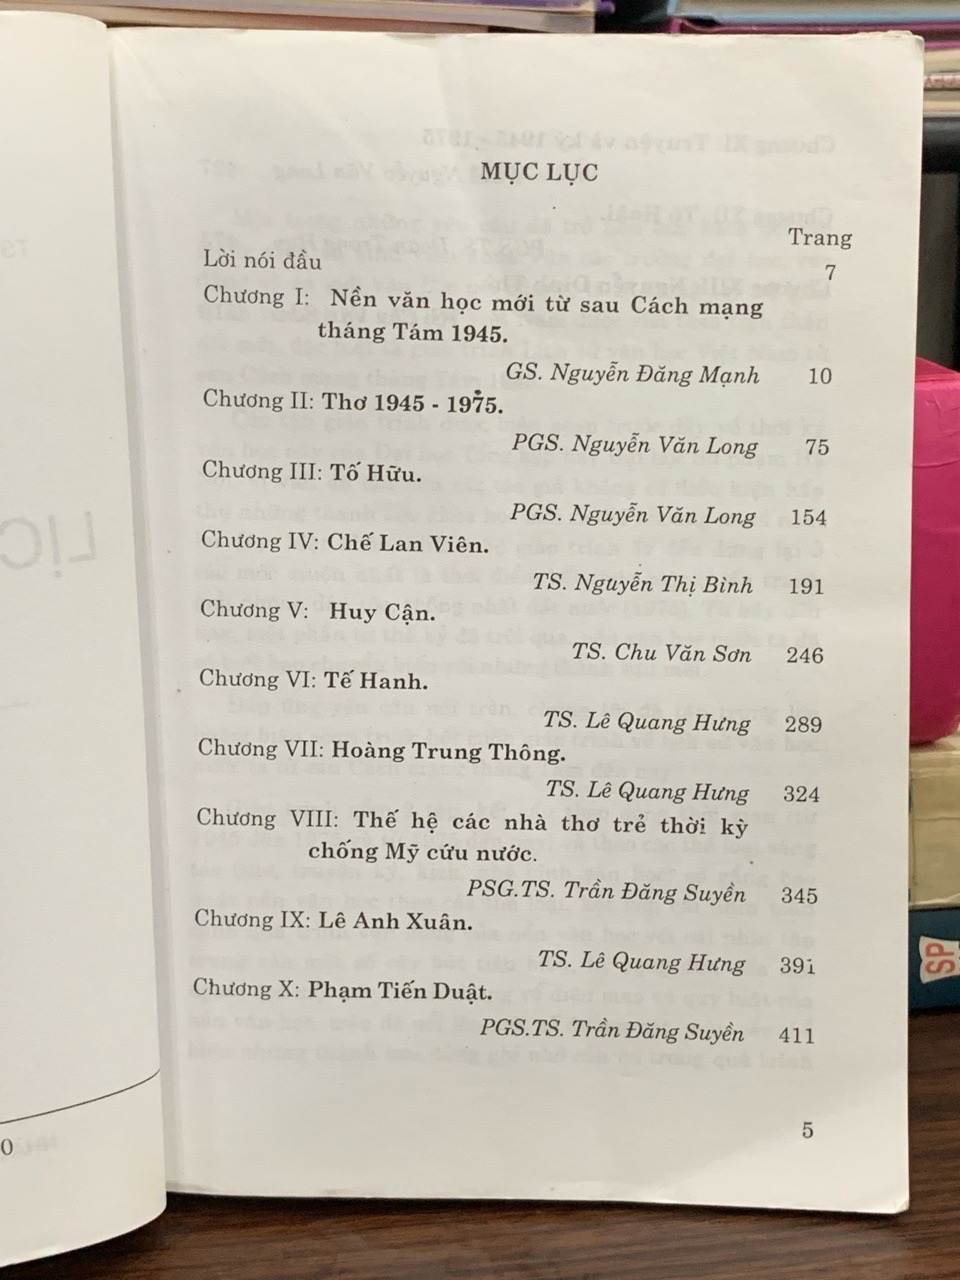 MỤC LỤC
Trang
Lời nói đầu 7
Chương I: Nền văn học mới từ sau Cách mạng
tháng Tám 1945.
GS. Nguyễn Đăng Mạnh 10
Chương II: Thơ 1945 - 1975.
PGS. Nguyễn Văn Long 75
Chương III: Tố Hữu.
PGS. Nguyễn Văn Long 154
Chương IV: Chế Lan Viên.
TS. Nguyễn Thị Bình 191
Chương V: Huy Cận.
TS. Chu Văn Sơn 246
Chương VI: Tế Hanh.
TS. Lê Quang Hưng 289
Chương VII: Hoàng Trung Thông.
TS. Lê Quang Hưng 324
Chương VIII: Thế hệ các nhà thơ trẻ thời kỳ
chống Mỹ cứu nước.
PSG.TS. Trần Đăng Suyền 345
Chương IX: Lê Anh Xuân.
TS. Lê Quang Hưng 391
Chương X: Phạm Tiến Duật.
PGS.TS. Trần Đăng Suyền 411
5
0
SP